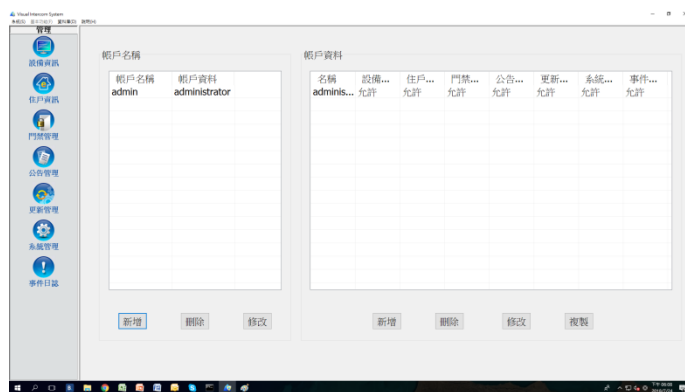 Visual Intercom System
管理
設備資訊
住戶資訊
門禁管理
公告管理
更新管理
系統管理
事件日誌
帳戶名稱
帳戶名稱 帳戶資料
admin administrator
新增 刪除 修改
帳戶資料
名稱 設備... 住戶... 門禁... 公告... 更新... 系統... 事件...
adminis... 允許 允許 允許 允許 允許 允許 允許
新增 刪除 修改 複製